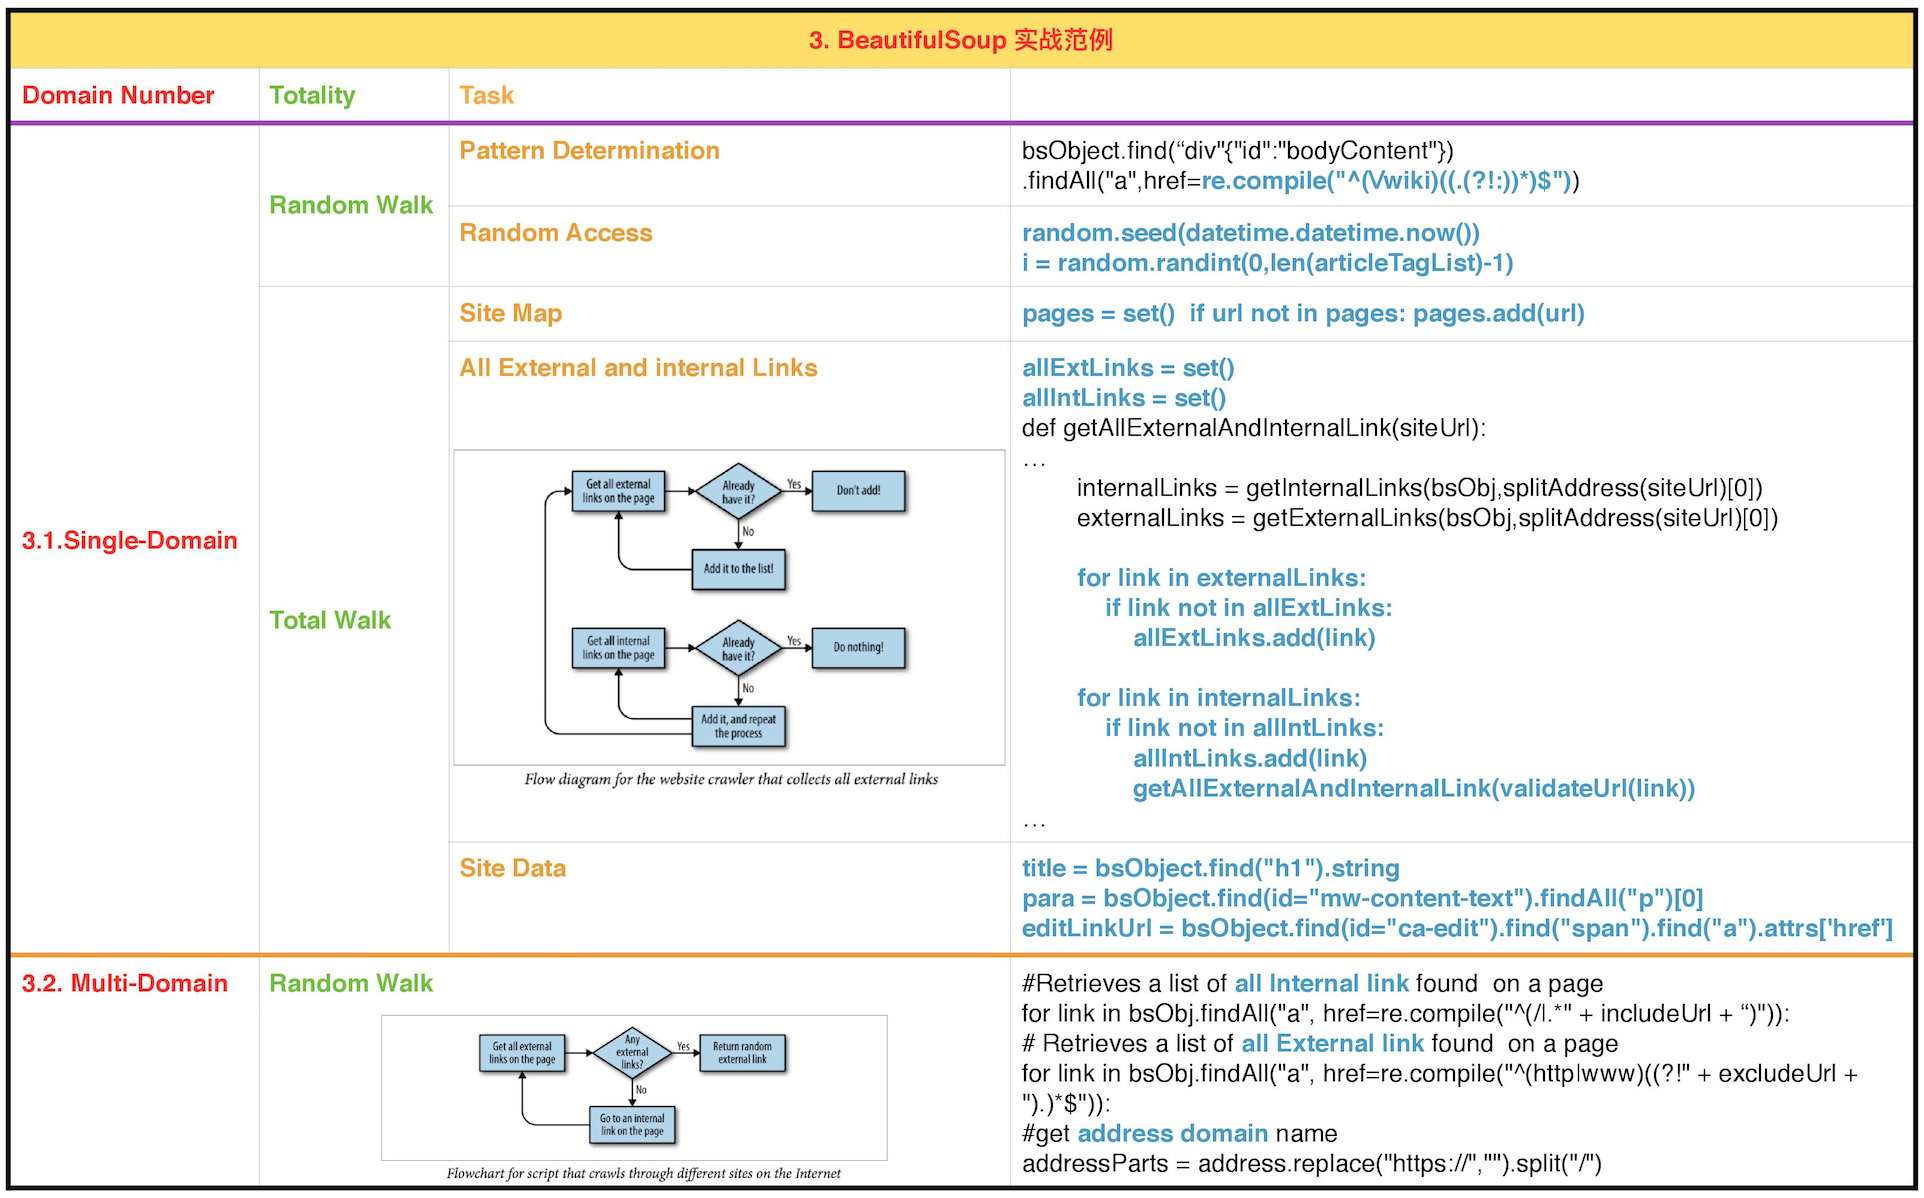 3. BeautifulSoup 实战范例
Domain Number
Totality
Task
3.1.Single-Domain
Random Walk
Pattern Determination
bsObject.find(“div"{"id":"bodyContent"})
.findAll("a",href=re.compile("^(\/wiki)((.(?!:))*)$"))
Random Access
random.seed(datetime.datetime.now())
i = random.randint(0,len(articleTagList)-1)
Total Walk
Site Map
pages = set()  if url not in pages: pages.add(url)
All External and internal Links
Get all external
links on the page
Already
have it?
Yes
Don't add!
No
Add it to the list!
Get all internal
links on the page
Already
have it?
Yes
Do nothing!
No
Add it, and repeat
the process
Flow diagram for the website crawler that collects all external links
allExtLinks = set()
allIntLinks = set()
def getAllExternalAndInternalLink(siteUrl):
…
internalLinks = getInternalLinks(bsObj,splitAddress(siteUrl)[0])
externalLinks = getExternalLinks(bsObj,splitAddress(siteUrl)[0])
for link in externalLinks:
if link not in allExtLinks:
allExtLinks.add(link)
for link in internalLinks:
if link not in allIntLinks:
allIntLinks.add(link)
getAllExternalAndInternalLink(validateUrl(link))
…
Site Data
title = bsObject.find("h1").string
para = bsObject.find(id="mw-content-text").findAll("p")[0]
editLinkUrl = bsObject.find(id="ca-edit").find("span").find("a").attrs['href']
3.2. Multi-Domain
Random Walk
Get all external
links on the page
Any
external
links?
Yes
Return random
external link
No
Go to an internal
link on the page
Flowchart for script that crawls through different sites on the Internet
#Retrieves a list of all Internal link found  on a page
for link in bsObj.findAll("a", href=re.compile("^(/|.*" + includeUrl + “)")):
# Retrieves a list of all External link found  on a page
for link in bsObj.findAll("a", href=re.compile("^(http|www)((?!" + excludeUrl +
").)*$")):
#get address domain name
addressParts = address.replace("https://","").split("/")